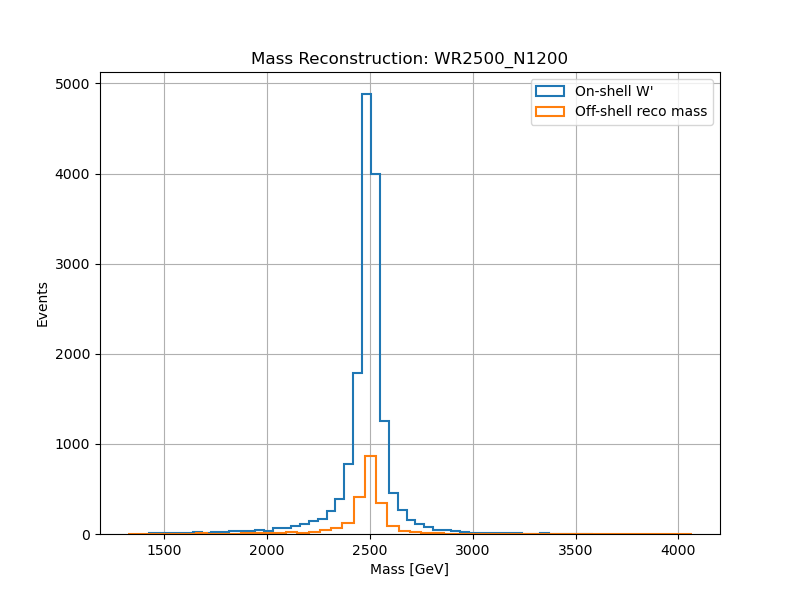 Mass Reconstruction: WR2500_N1200
On-shell W'
Off-shell reco mass
Events
5000
4000
3000
2000
1000
0
1500 2000 2500 3000 3500 4000
Mass [GeV]